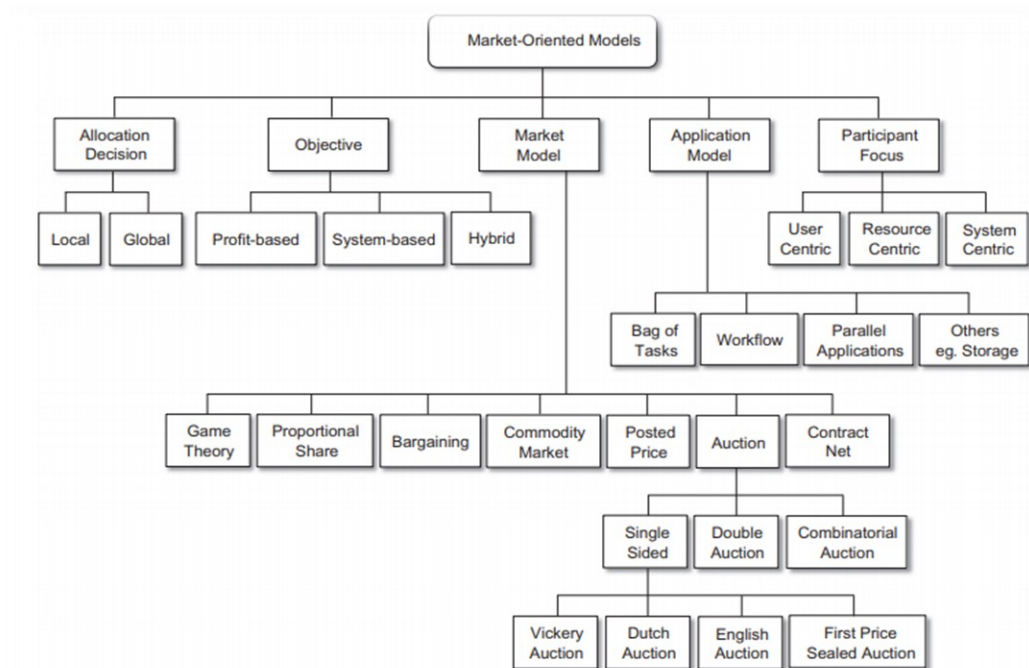 Market-Oriented Models
Allocation
Decision
Objective
Market
Model
Application
Model
Participant
Focus
Local
Global
Profit-based
System-based
Hybrid
User
Centric
Resource
Centric
System
Centric
Bag of
Tasks
Workflow
Parallel
Applications
Others
eg. Storage
Game
Theory
Proportional
Share
Bargaining
Commodity
Market
Posted
Price
Auction
Contract
Net
Single
Sided
Double
Auction
Combinatorial
Auction
Vickery
Auction
Dutch
Auction
English
Auction
First Price
Sealed Auction